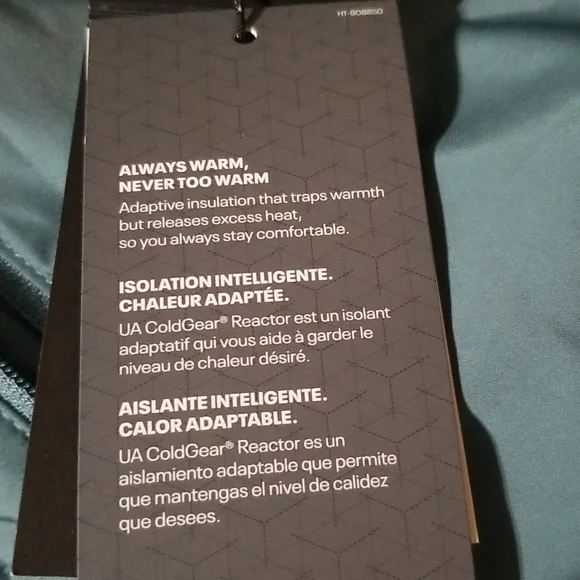 HT-908850
ALWAYS WARM,
NEVER TOO WARM
Adaptive insulation that traps warmth
but releases excess heat,
so you always stay comfortable.
ISOLATION INTELLIGENTE.
CHALEUR ADAPTÉE.
UA ColdGear® Reactor est un isolant
adaptatif qui vous aide à garder le
niveau de chaleur désiré.
AISLANTE INTELIGENTE.
CALOR ADAPTABLE.
UA ColdGear® Reactor es un
aislamiento adaptable que permite
que mantengas el nivel de calidez
que desees.